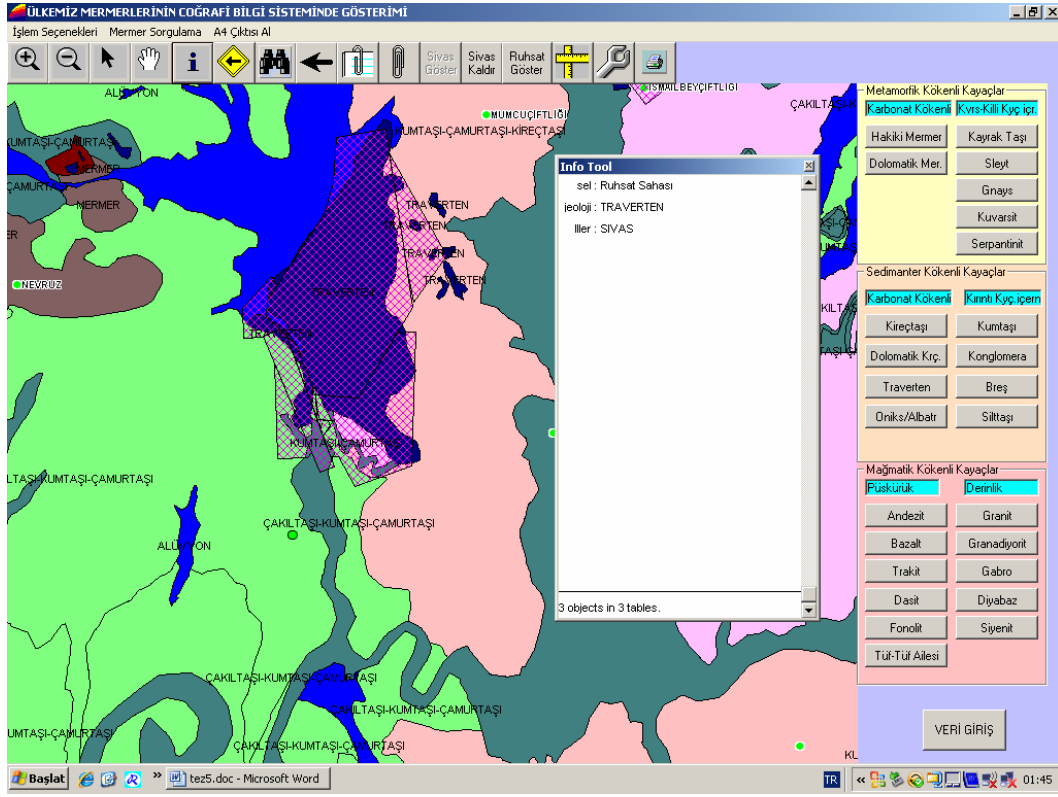 ÜLKEMİZ MERMERLERİNİN COĞRAFİ BİLGİ SİSTEMİNDE GÖSTERİMİ
İşlem Seçenekleri Mermer Sorgulama A4 Çıktısı Al
Sivas Göster
Sivas Kaldır
Ruhsat Göster
ALÜVYON
MUMCUÇİFTLİĞİ
KUMTAŞI-ÇAMURTAŞI-KİREÇTAŞI
İSMAİLBEYÇİFTLİĞİ
KUMTAŞI-ÇAMURTAŞI
MERMER
MERMER
NEVRUZ
TRAVERTEN
TRAVERTEN
TRAVERTEN
TRAVERTEN
TRAVERTEN
TRAVERTEN
KUMTAŞI-ÇAMURTAŞI
KUMTAŞI-ÇAMURTAŞI
ÇAKILTAŞI-KUMTAŞI-ÇAMURTAŞI
ALÜVYON
ÇAKILTAŞI-KUMTAŞI-ÇAMURTAŞI
ÇAKILTAŞI-KUMTAŞI-ÇAMURTAŞI
ÇAKILTAŞI-KUMTAŞI-ÇAMURTAŞI
UMTAŞI-ÇAMURTAŞI
Info Tool
sel : Ruhsat Sahası
jeoloji : TRAVERTEN
Iller : SIVAS
3 objects in 3 tables.
Metamorfik Kökenli Kayaçlar
Karbonat Kökenli Kvrs-Killi Kyç içr.
Hakiki Mermer Kayrak Taşı
Dolomatik Mer. Sleyt
Gnays
Kuvarsit
Serpantinit
Sedimanter Kökenli Kayaçlar
Karbonat Kökenli Kırıntı Kyç.içern
Kireçtaşı Kumtaşı
Dolomatik Krç. Konglomera
Traverten Breş
Oniks/Albatr Silttaşı
Mağmatik Kökenli Kayaçlar
Püskürük Derinlik
Andezit Granit
Bazalt Granadiyorit
Trakit Gabro
Dasit Diyabaz
Fonolit Siyenit
Tüf-Tüf Ailesi
VERİ GİRİŞ
Başlat
tez5.doc - Microsoft Word
TR
01:45